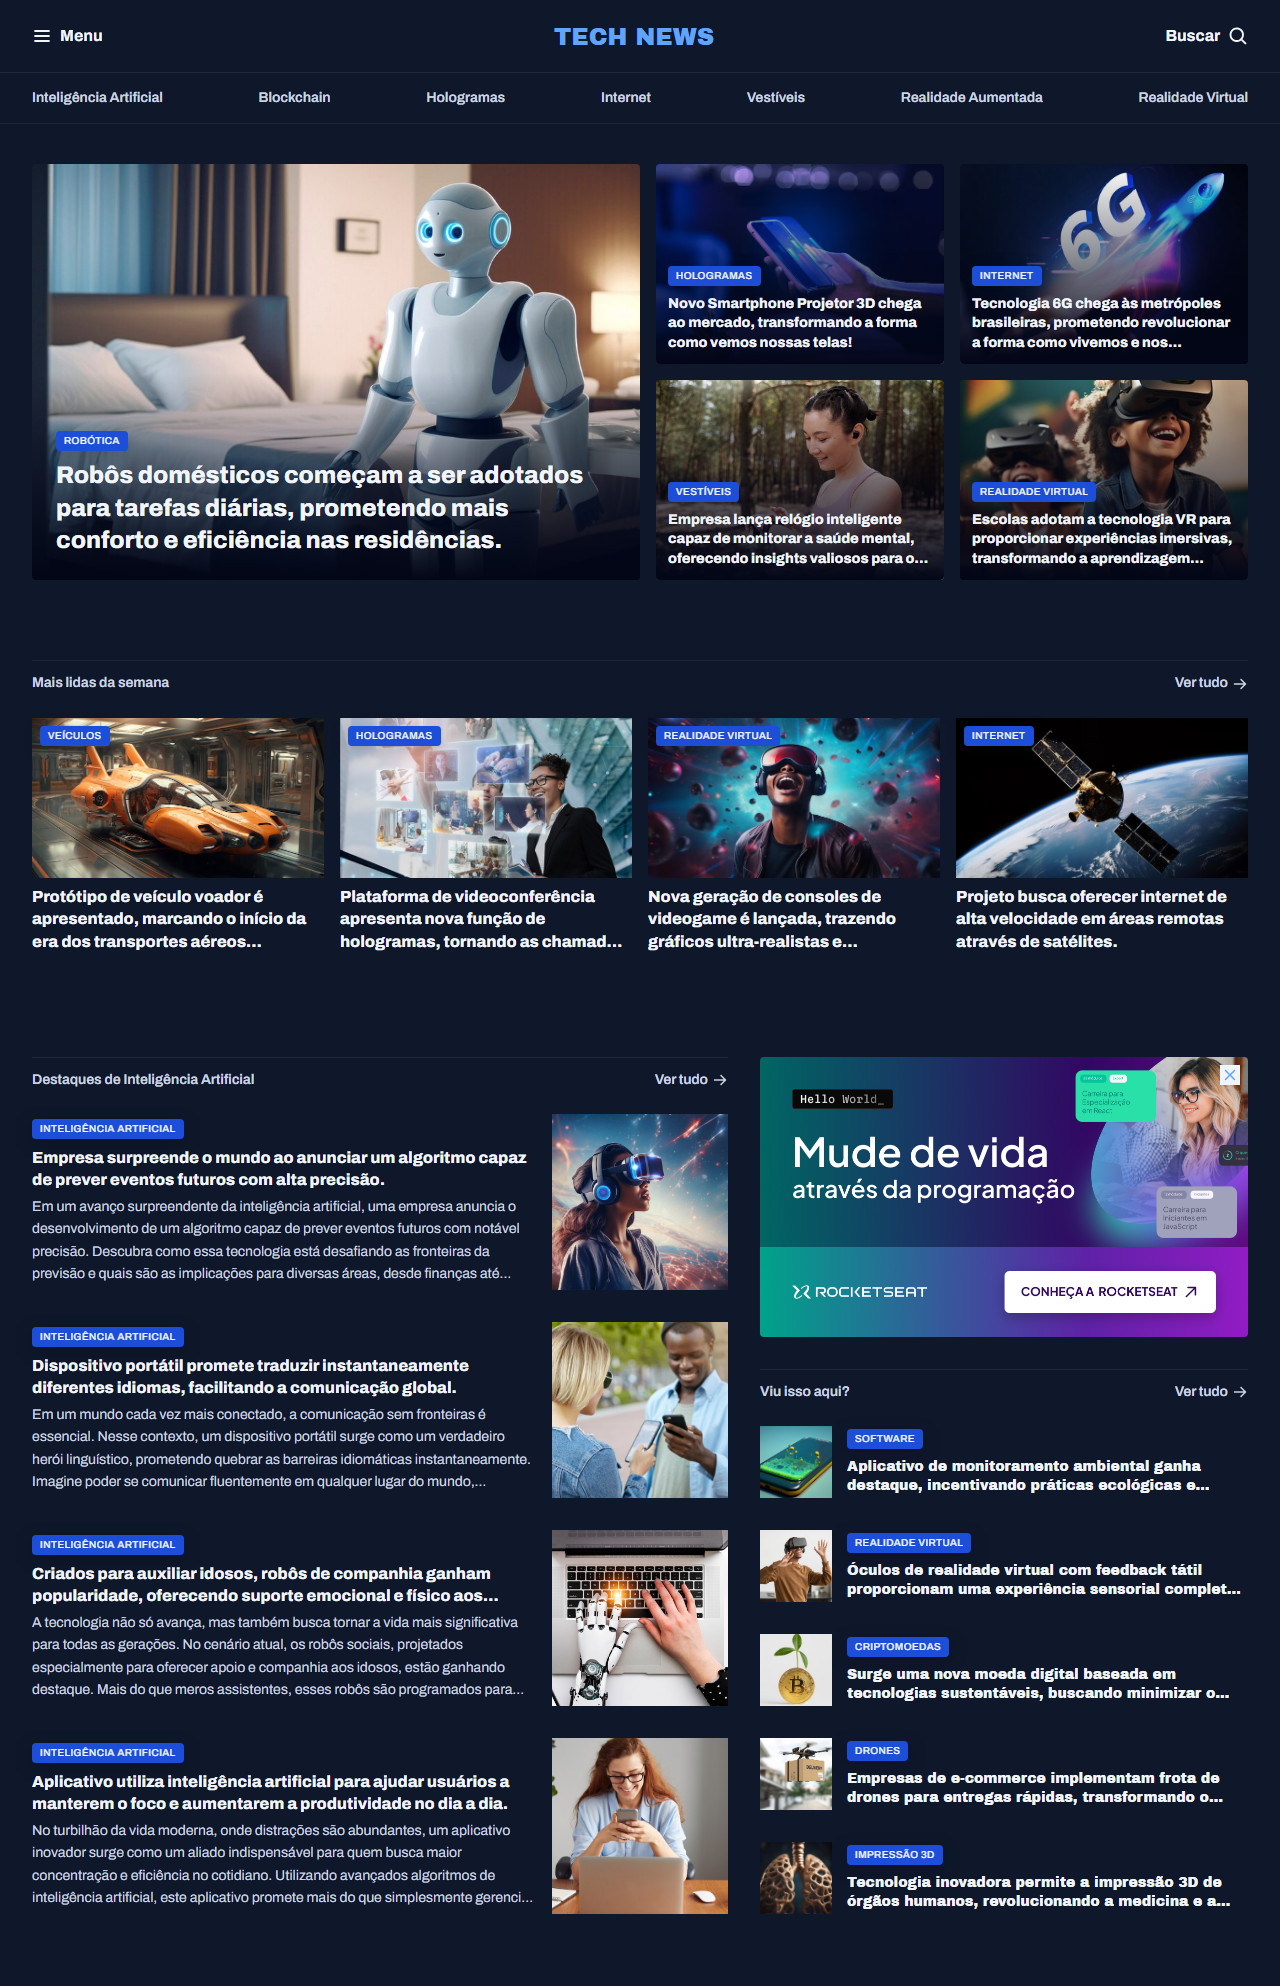 Menu
TECH NEWS
Buscar
Inteligência Artificial
Blockchain
Hologramas
Internet
Vestíveis
Realidade Aumentada
Realidade Virtual
ROBÓTICA
Robôs domésticos começam a ser adotados
para tarefas diárias, prometendo mais
conforto e eficiência nas residências.
HOLOGRAMAS
Novo Smartphone Projetor 3D chega
ao mercado, transformando a forma
como vemos nossas telas!
6G
INTERNET
Tecnologia 6G chega às metrópoles
brasileiras, prometendo revolucionar
a forma como vivemos e nos...
VESTÍVEIS
Empresa lança relógio inteligente
capaz de monitorar a saúde mental,
oferecendo insights valiosos para o...
REALIDADE VIRTUAL
Escolas adotam a tecnologia VR para
proporcionar experiências imersivas,
transformando a aprendizagem...
Mais lidas da semana
Ver tudo
VEÍCULOS
Protótipo de veículo voador é
apresentado, marcando o início da
era dos transportes aéreos...
HOLOGRAMAS
Plataforma de videoconferência
apresenta nova função de
hologramas, tornando as chamad...
REALIDADE VIRTUAL
Nova geração de consoles de
videogame é lançada, trazendo
gráficos ultra-realistas e...
INTERNET
Projeto busca oferecer internet de
alta velocidade em áreas remotas
através de satélites.
Destaques de Inteligência Artificial
Ver tudo
INTELIGÊNCIA ARTIFICIAL
Empresa surpreende o mundo ao anunciar um algoritmo capaz
de prever eventos futuros com alta precisão.
Em um avanço surpreendente da inteligência artificial, uma empresa anuncia o
desenvolvimento de um algoritmo capaz de prever eventos futuros com notável
precisão. Descubra como essa tecnologia está desafiando as fronteiras da
previsão e quais são as implicações para diversas áreas, desde finanças até...
INTELIGÊNCIA ARTIFICIAL
Dispositivo portátil promete traduzir instantaneamente
diferentes idiomas, facilitando a comunicação global.
Em um mundo cada vez mais conectado, a comunicação sem fronteiras é
essencial. Nesse contexto, um dispositivo portátil surge como um verdadeiro
herói linguístico, prometendo quebrar as barreiras idiomáticas instantaneamente.
Imagine poder se comunicar fluentemente em qualquer lugar do mundo,...
INTELIGÊNCIA ARTIFICIAL
Criados para auxiliar idosos, robôs de companhia ganham
popularidade, oferecendo suporte emocional e físico aos...
A tecnologia não só avança, mas também busca tornar a vida mais significativa
para todas as gerações. No cenário atual, os robôs sociais, projetados
especialmente para oferecer apoio e companhia aos idosos, estão ganhando
destaque. Mais do que meros assistentes, esses robôs são programados para...
INTELIGÊNCIA ARTIFICIAL
Aplicativo utiliza inteligência artificial para ajudar usuários a
manterem o foco e aumentarem a produtividade no dia a dia.
No turbilhão da vida moderna, onde distrações são abundantes, um aplicativo
inovador surge como um aliado indispensável para quem busca maior
concentração e eficiência no cotidiano. Utilizando avançados algoritmos de
inteligência artificial, este aplicativo promete mais do que simplesmente gerenci...
Hello World_
Mude de vida
através da programação
Carreira para
Especialização
em React
Carreira para
Iniciantes em
JavaScript
ROCKETSEAT
CONHEÇA A ROCKETSEAT
Viu isso aqui?
Ver tudo
SOFTWARE
Aplicativo de monitoramento ambiental ganha
destaque, incentivando práticas ecológicas e...
REALIDADE VIRTUAL
Óculos de realidade virtual com feedback tátil
proporcionam uma experiência sensorial complet...
CRIPTOMOEDAS
Surge uma nova moeda digital baseada em
tecnologias sustentáveis, buscando minimizar o...
DRONES
Empresas de e-commerce implementam frota de
drones para entregas rápidas, transformando o...
IMPRESSÃO 3D
Tecnologia inovadora permite a impressão 3D de
órgãos humanos, revolucionando a medicina e a...